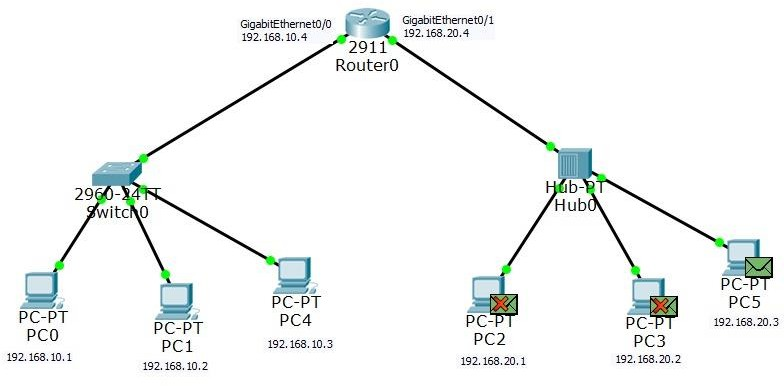 GigabitEthernet0/0
192.168.10.4
GigabitEthernet0/1
192.168.20.4
2911
Router0
2960-24TT
Switch0
Hub-PT
Hub0
PC-PT
PC0
192.168.10.1
PC-PT
PC1
192.168.10.2
PC-PT
PC4
192.168.10.3
PC-PT
PC2
192.168.20.1
PC-PT
PC3
192.168.20.2
PC-PT
PC5
192.168.20.3